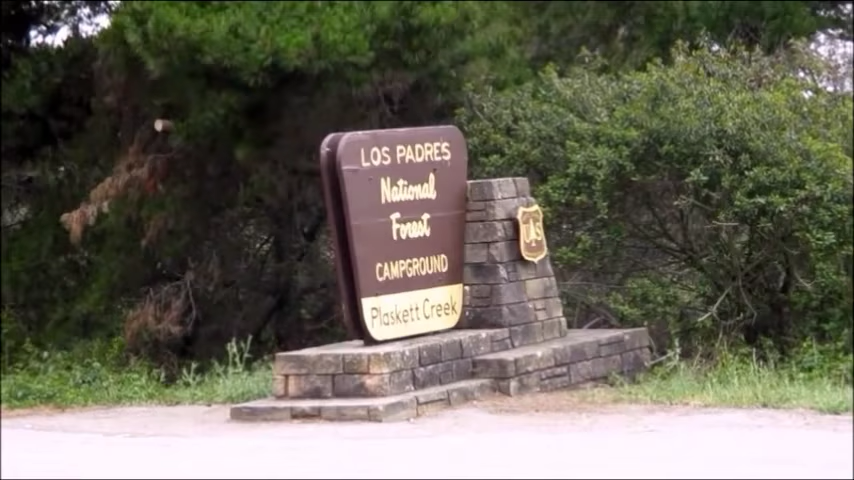 LOS PADRES
National
Forest
CAMPGROUND
Plaskett Creek
U S